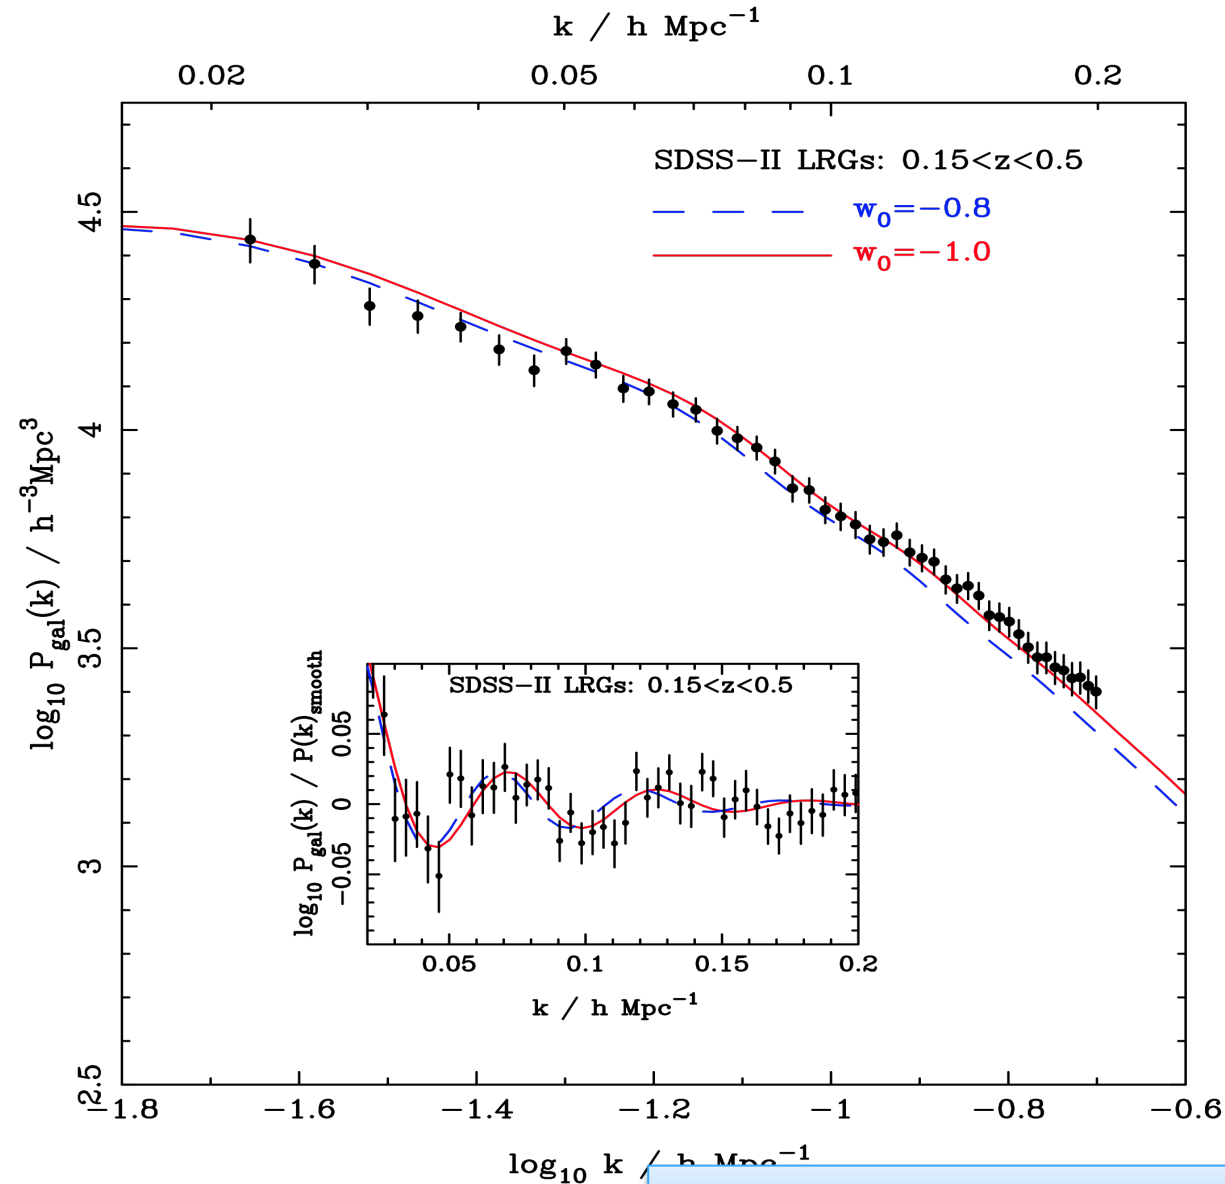 k / h Mpc⁻¹
0.02 0.05 0.1 0.2
SDSS−II LRGs: 0.15<z<0.5
w₀=−0.8
w₀=−1.0
log₁₀ P_gal(k) / h⁻³Mpc³
4.5
4
3.5
3
2.5
SDSS−II LRGs: 0.15<z<0.5
log₁₀ P_gal(k) / P(k)_smooth
0.05
0
−0.05
0.05 0.1 0.15 0.2
k / h Mpc⁻¹
−1.8 −1.6 −1.4 −1.2 −1 −0.8 −0.6
log₁₀ k / h Mpc⁻¹